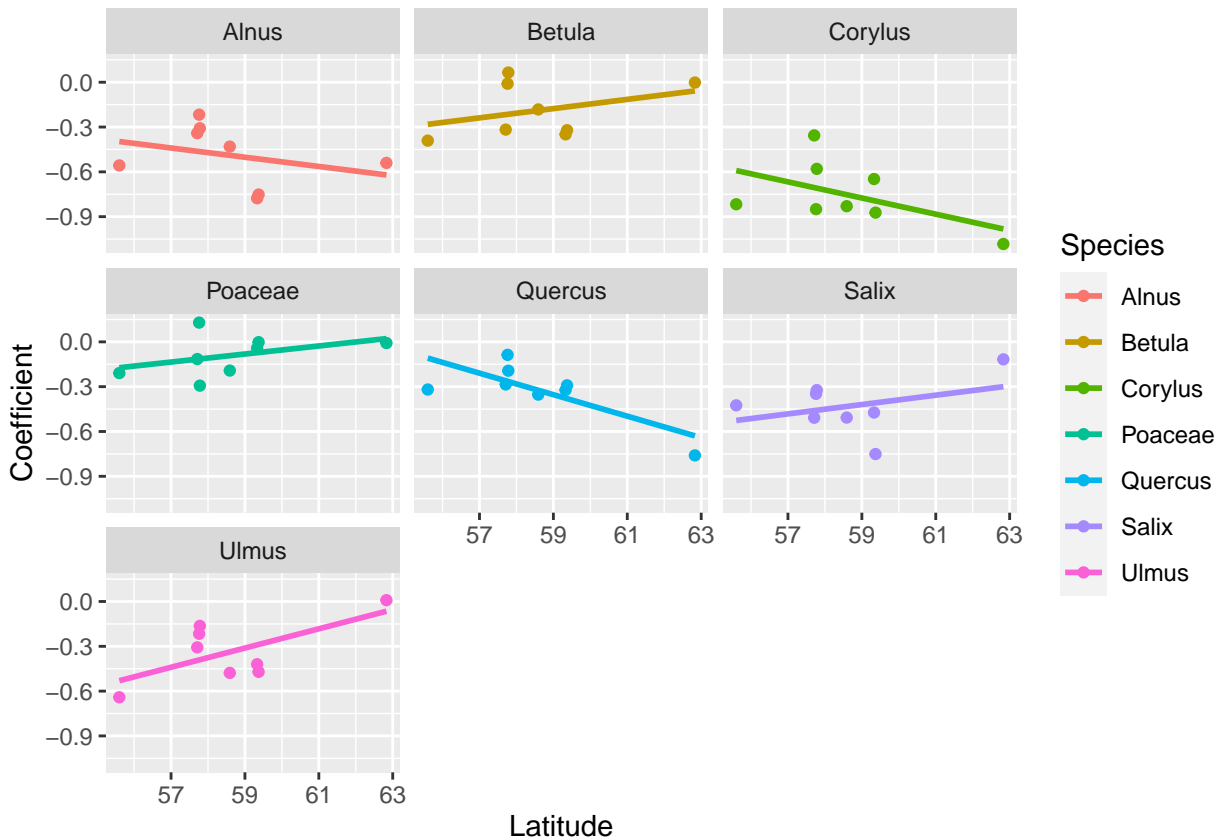 Alnus
Betula
Corylus
0.0
−0.3
−0.6
−0.9
Poaceae
Quercus
Salix
0.0
−0.3
−0.6
−0.9
57 59 61 63
57 59 61 63
Ulmus
0.0
−0.3
−0.6
−0.9
57 59 61 63
Latitude
Coefficient
Species
Alnus
Betula
Corylus
Poaceae
Quercus
Salix
Ulmus